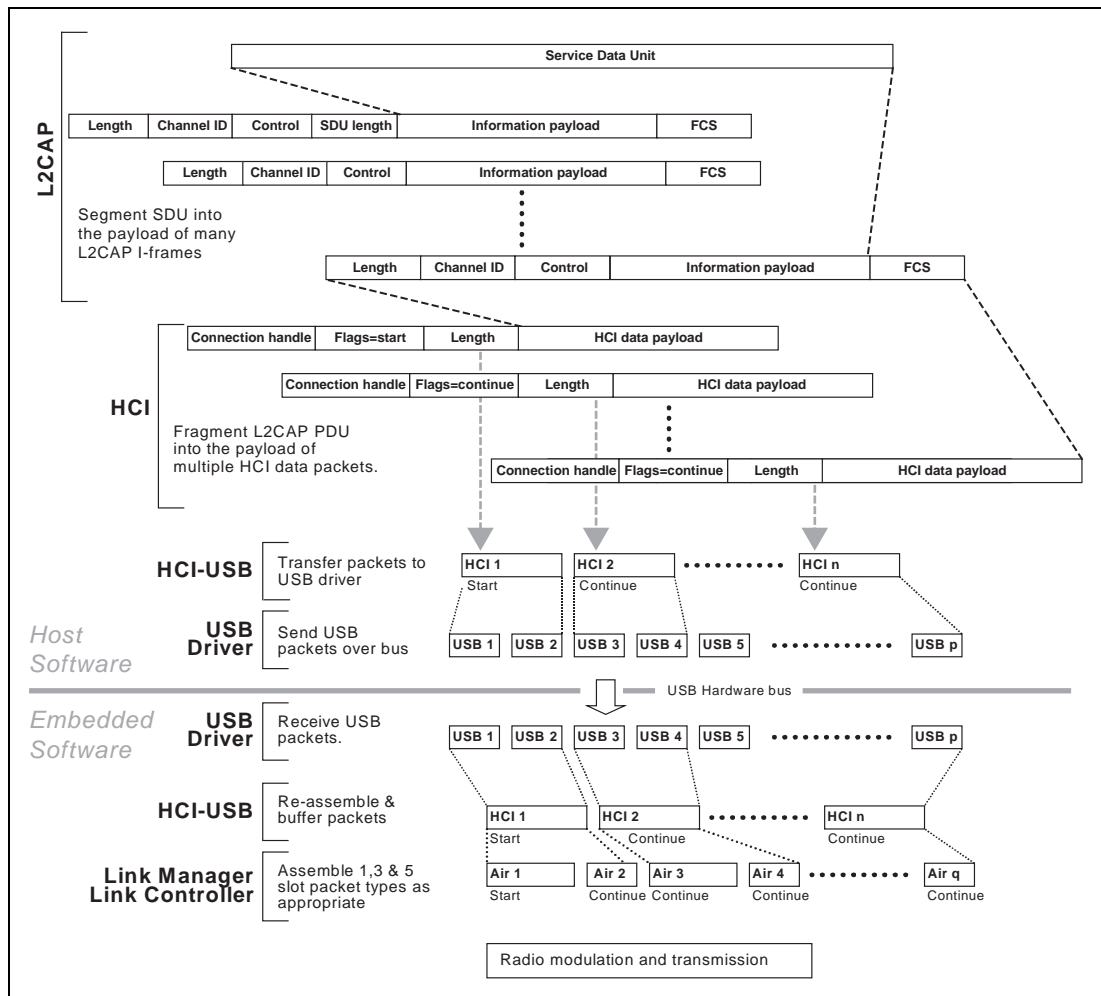 L2CAP
Service Data Unit
Length Channel ID Control SDU length Information payload FCS
Length Channel ID Control Information payload FCS
Segment SDU into
the payload of many
L2CAP I-frames
Length Channel ID Control Information payload FCS
HCI
Connection handle Flags=start Length HCI data payload
Connection handle Flags=continue Length HCI data payload
Fragment L2CAP PDU
into the payload of
multiple HCI data packets.
Connection handle Flags=continue Length HCI data payload
HCI-USB
Transfer packets to
USB driver
HCI 1 HCI 2 HCI n
Start Continue Continue
Host
Software
USB
Driver
Send USB
packets over bus
USB 1 USB 2 USB 3 USB 4 USB 5 USB p
USB Hardware bus
Embedded
Software
USB
Driver
Receive USB
packets.
USB 1 USB 2 USB 3 USB 4 USB 5 USB p
HCI-USB
Re-assemble &
buffer packets
HCI 1 HCI 2 HCI n
Start Continue Continue
Link Manager
Link Controller
Assemble 1,3 & 5
slot packet types as
appropriate
Air 1 Air 2 Air 3 Air 4 Air q
Start Continue Continue Continue Continue
Radio modulation and transmission